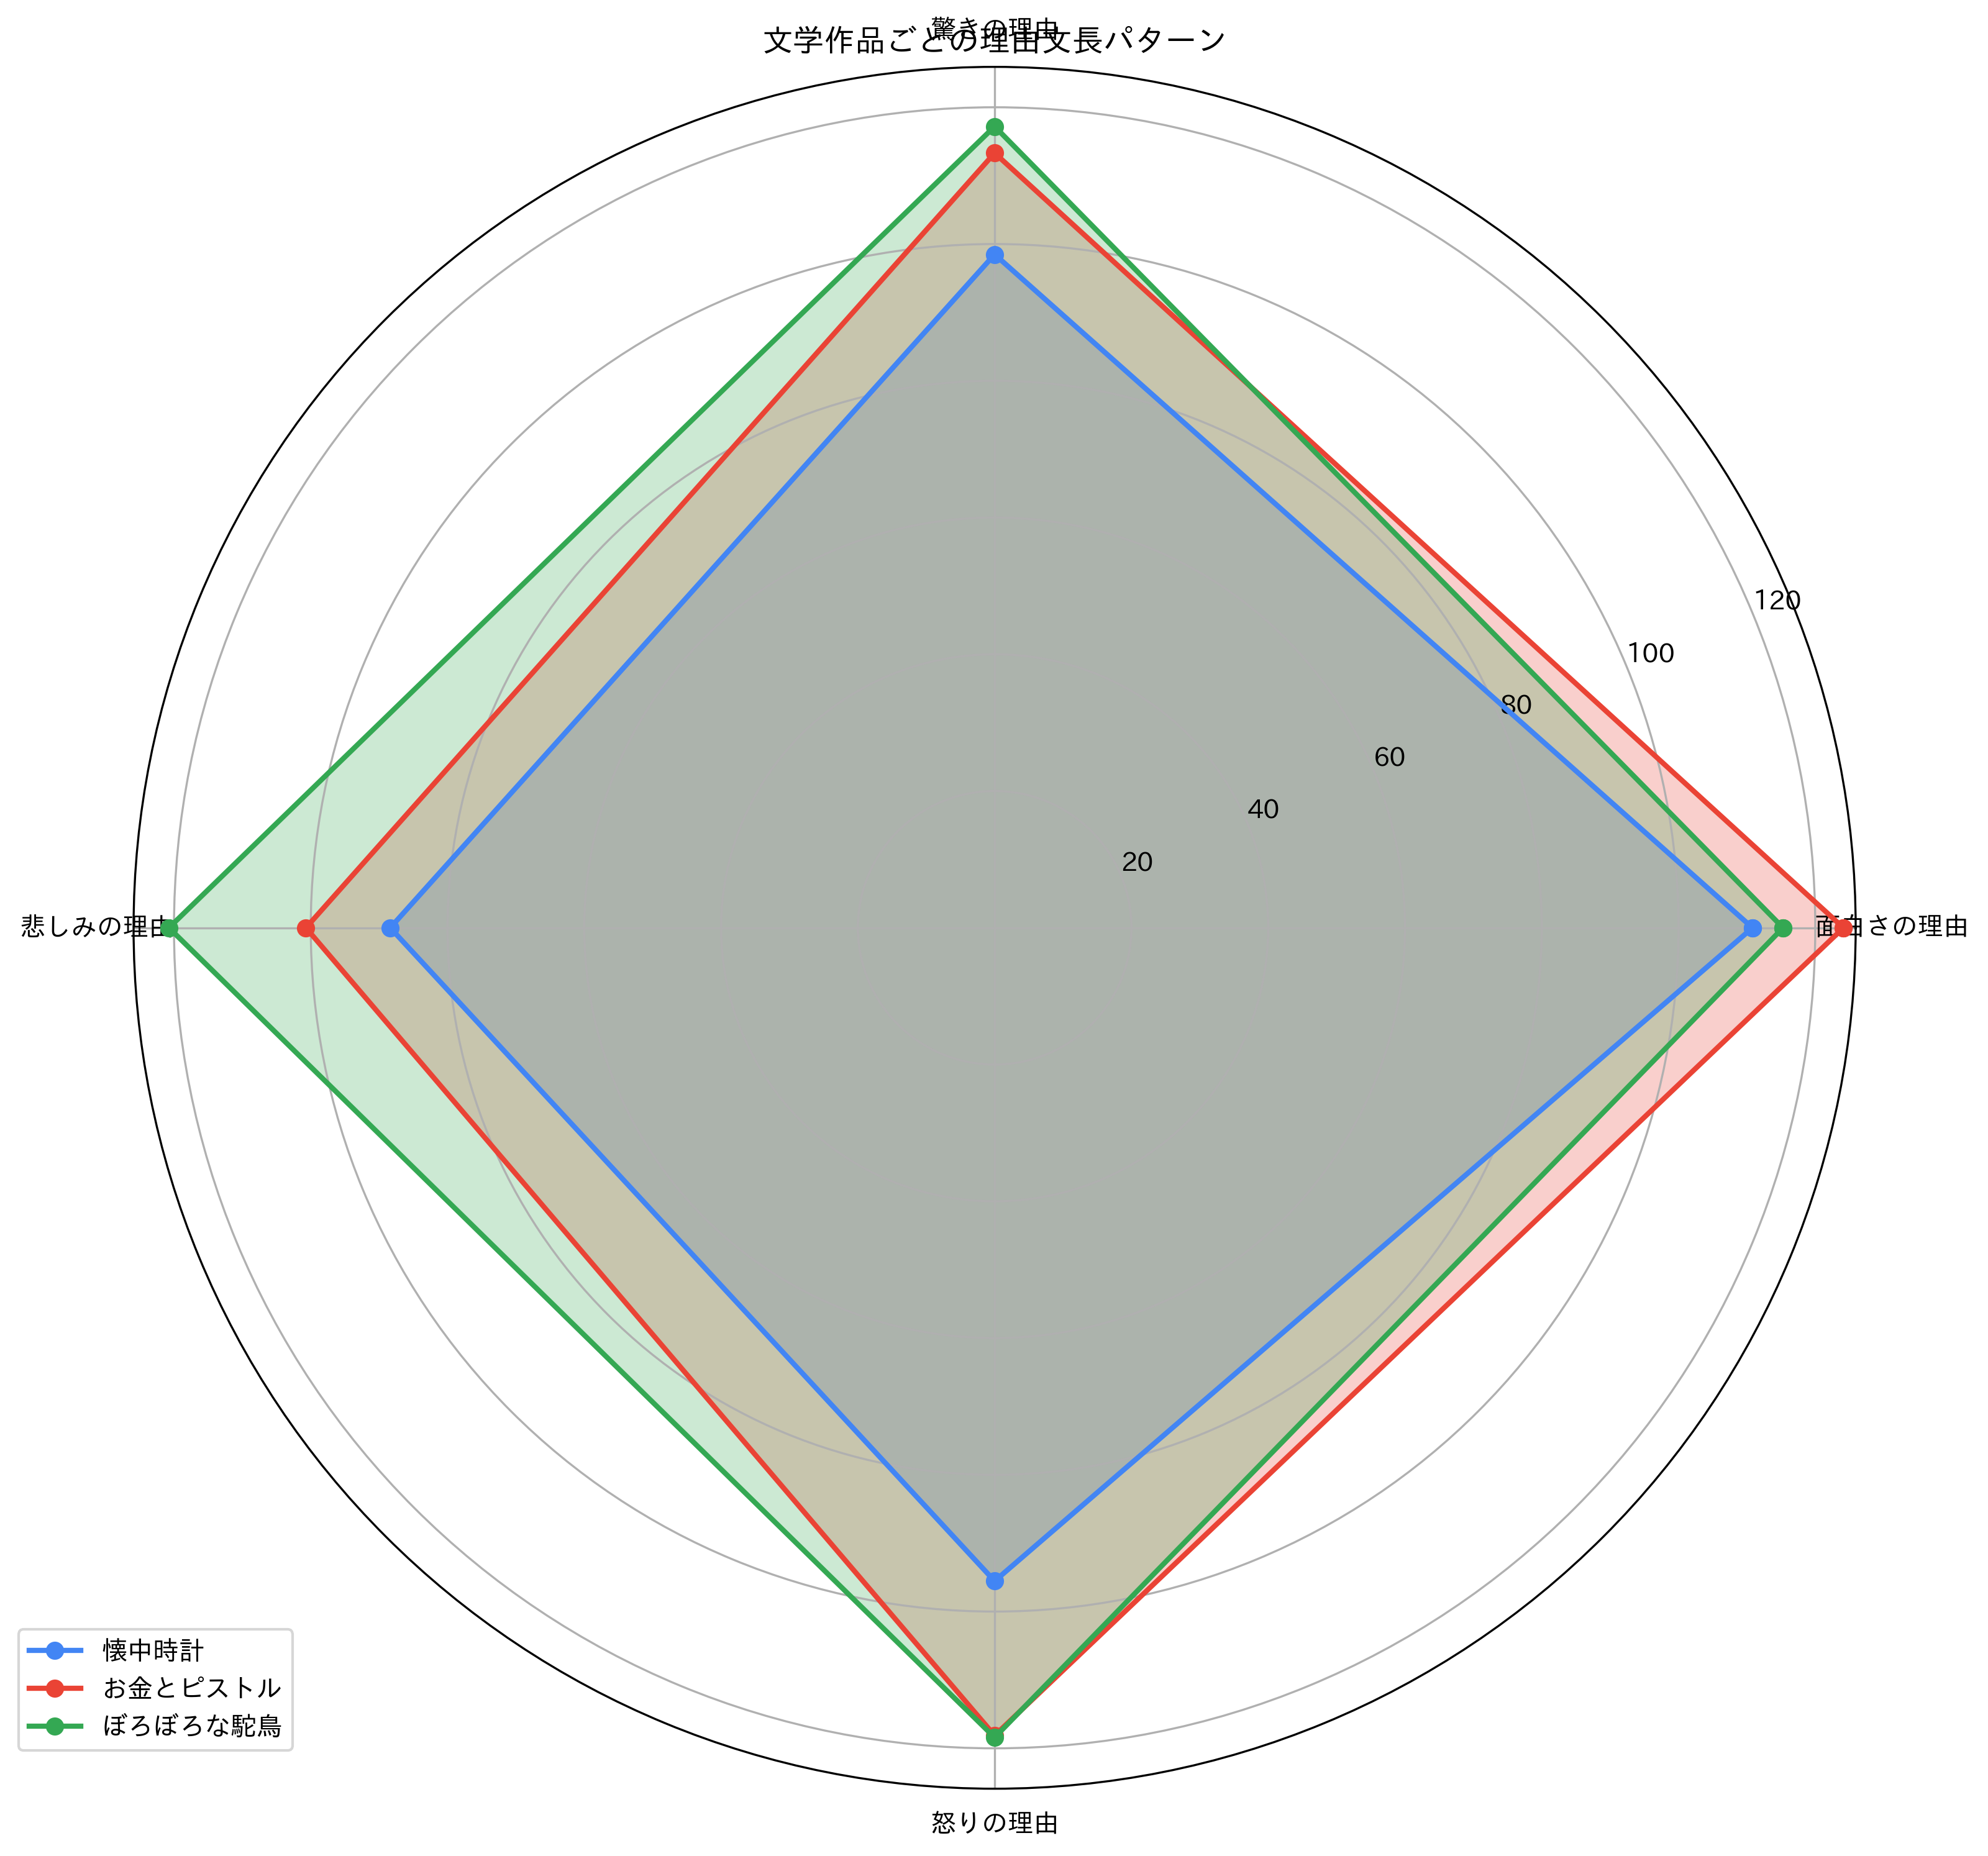 驚きの理由
文学作品ごとの理由文長パターン
120
100
80
60
40
20
悲しみの理由
面白さの理由
懐中時計
お金とピストル
ぼろぼろな駝鳥
怒りの理由